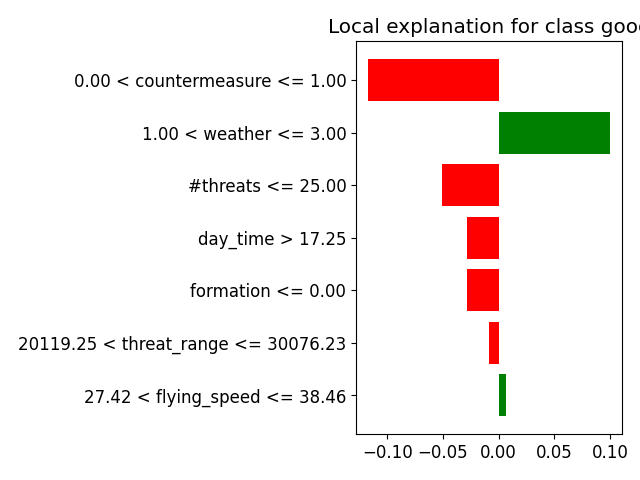 Local explanation for class good
0.00 < countermeasure <= 1.00
1.00 < weather <= 3.00
#threats <= 25.00
day_time > 17.25
formation <= 0.00
20119.25 < threat_range <= 30076.23
27.42 < flying_speed <= 38.46
−0.10 −0.05 0.00 0.05 0.10